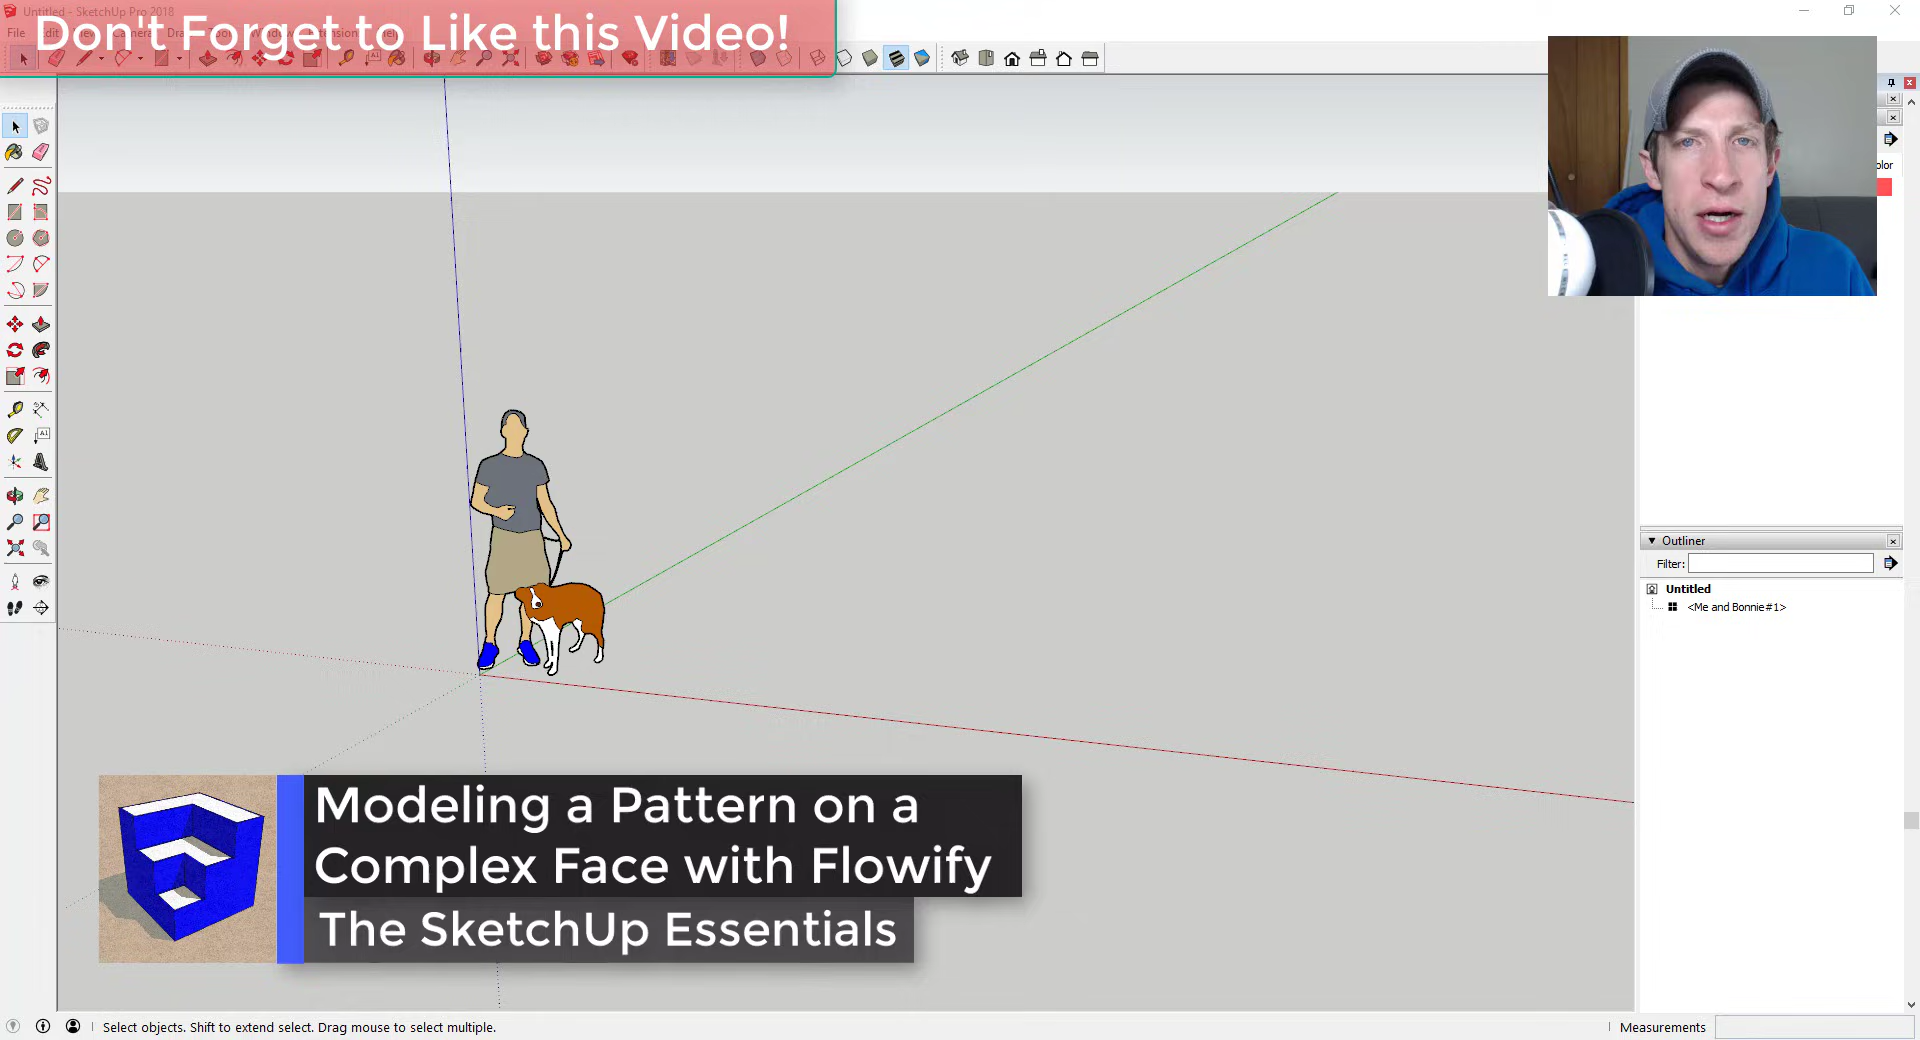 Untitled - SketchUp Pro 2018
Don't Forget to Like this Video!
File
olor
Outliner
Filter:
Untitled
<Me and Bonnie#1>
A1
Modeling a Pattern on a
Complex Face with Flowify
The SketchUp Essentials
Select objects. Shift to extend select. Drag mouse to select multiple.
Measurements